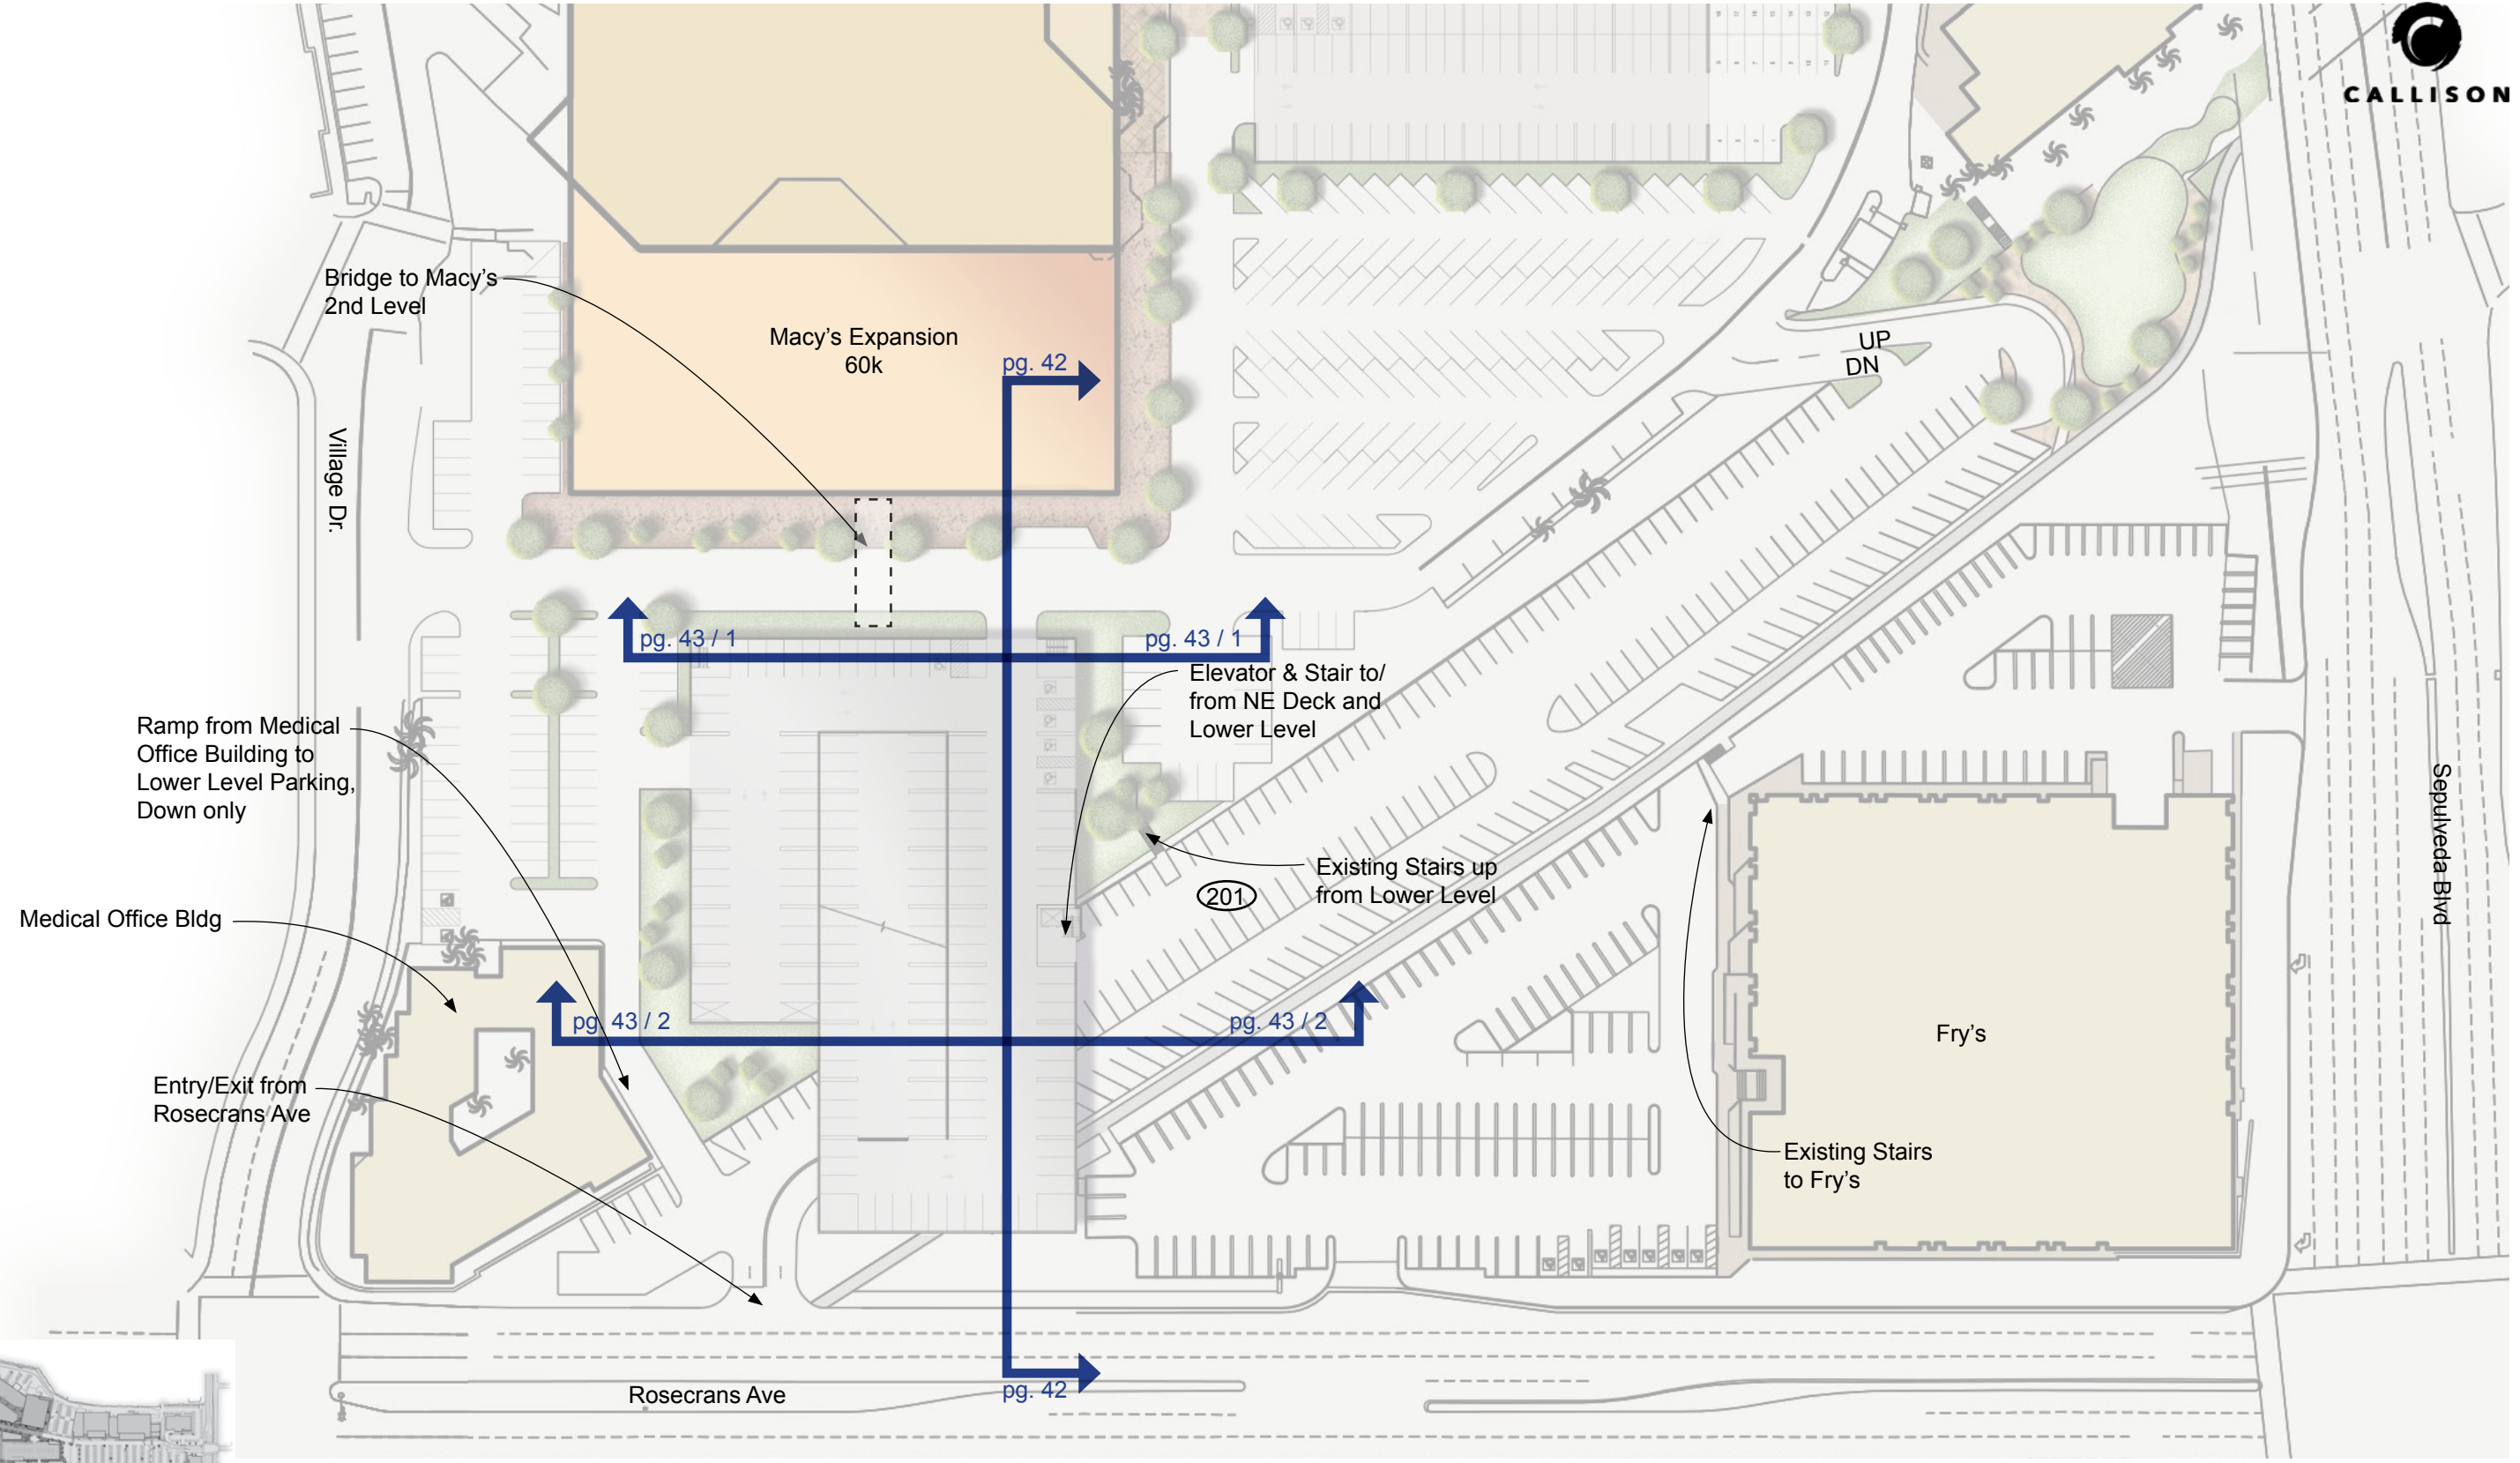 CALLISON
Bridge to Macy's
2nd Level
Macy's Expansion
60k
pg. 42
UP
DN
Village Dr.
pg. 43 / 1
pg. 43 / 1
Elevator & Stair to/
from NE Deck and
Lower Level
Ramp from Medical
Office Building to
Lower Level Parking,
Down only
Sepulveda Blvd
Existing Stairs up
from Lower Level
201
Medical Office Bldg
pg. 43 / 2
pg. 43 / 2
Fry's
Entry/Exit from
Rosecrans Ave
Existing Stairs
to Fry's
Rosecrans Ave
pg. 42